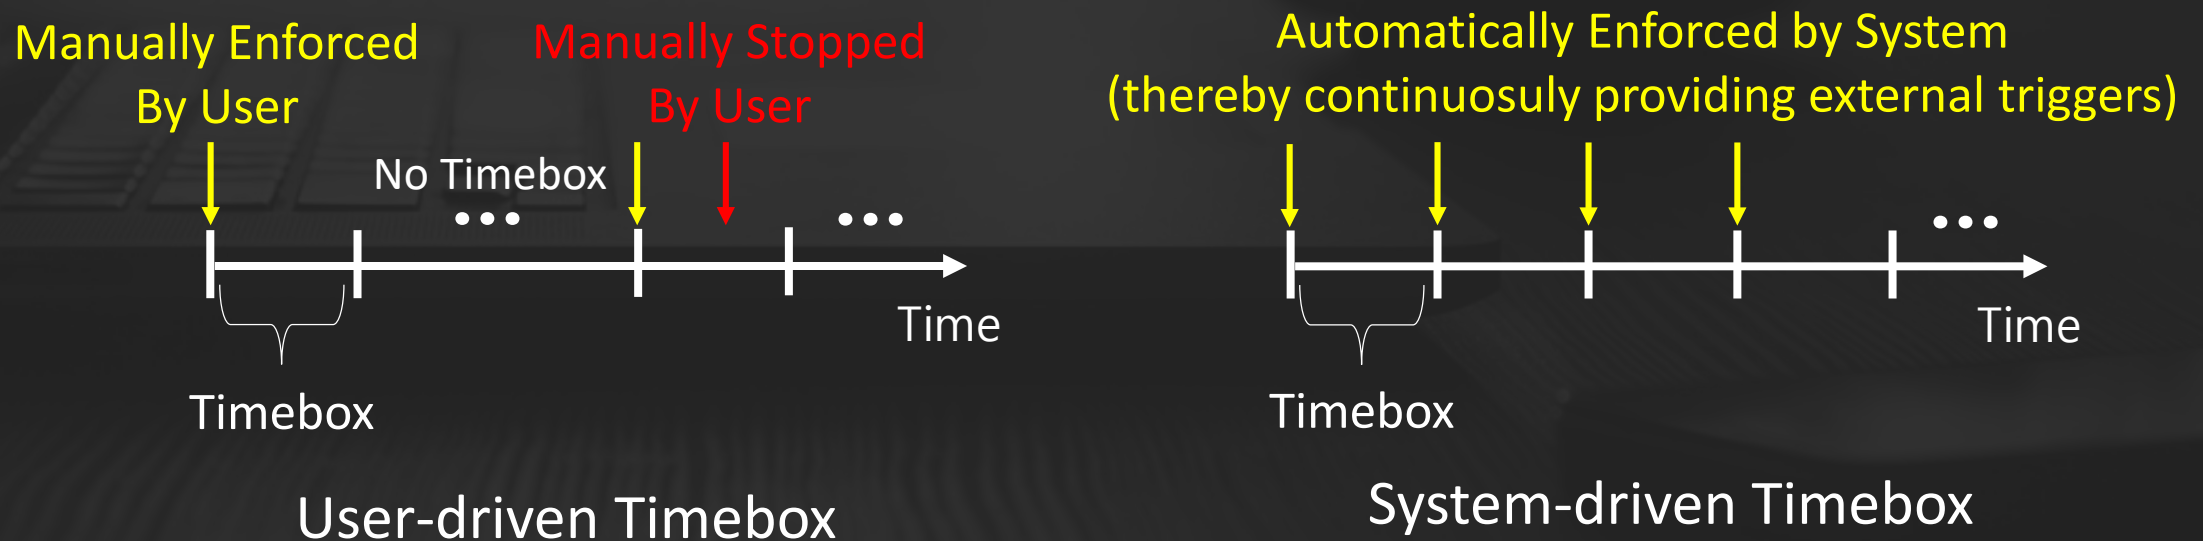 Manually Enforced
By User
Manually Stopped
By User
No Timebox
...
...
Time
Timebox
User-driven Timebox
Automatically Enforced by System
(thereby continuosuly providing external triggers)
...
Time
Timebox
System-driven Timebox